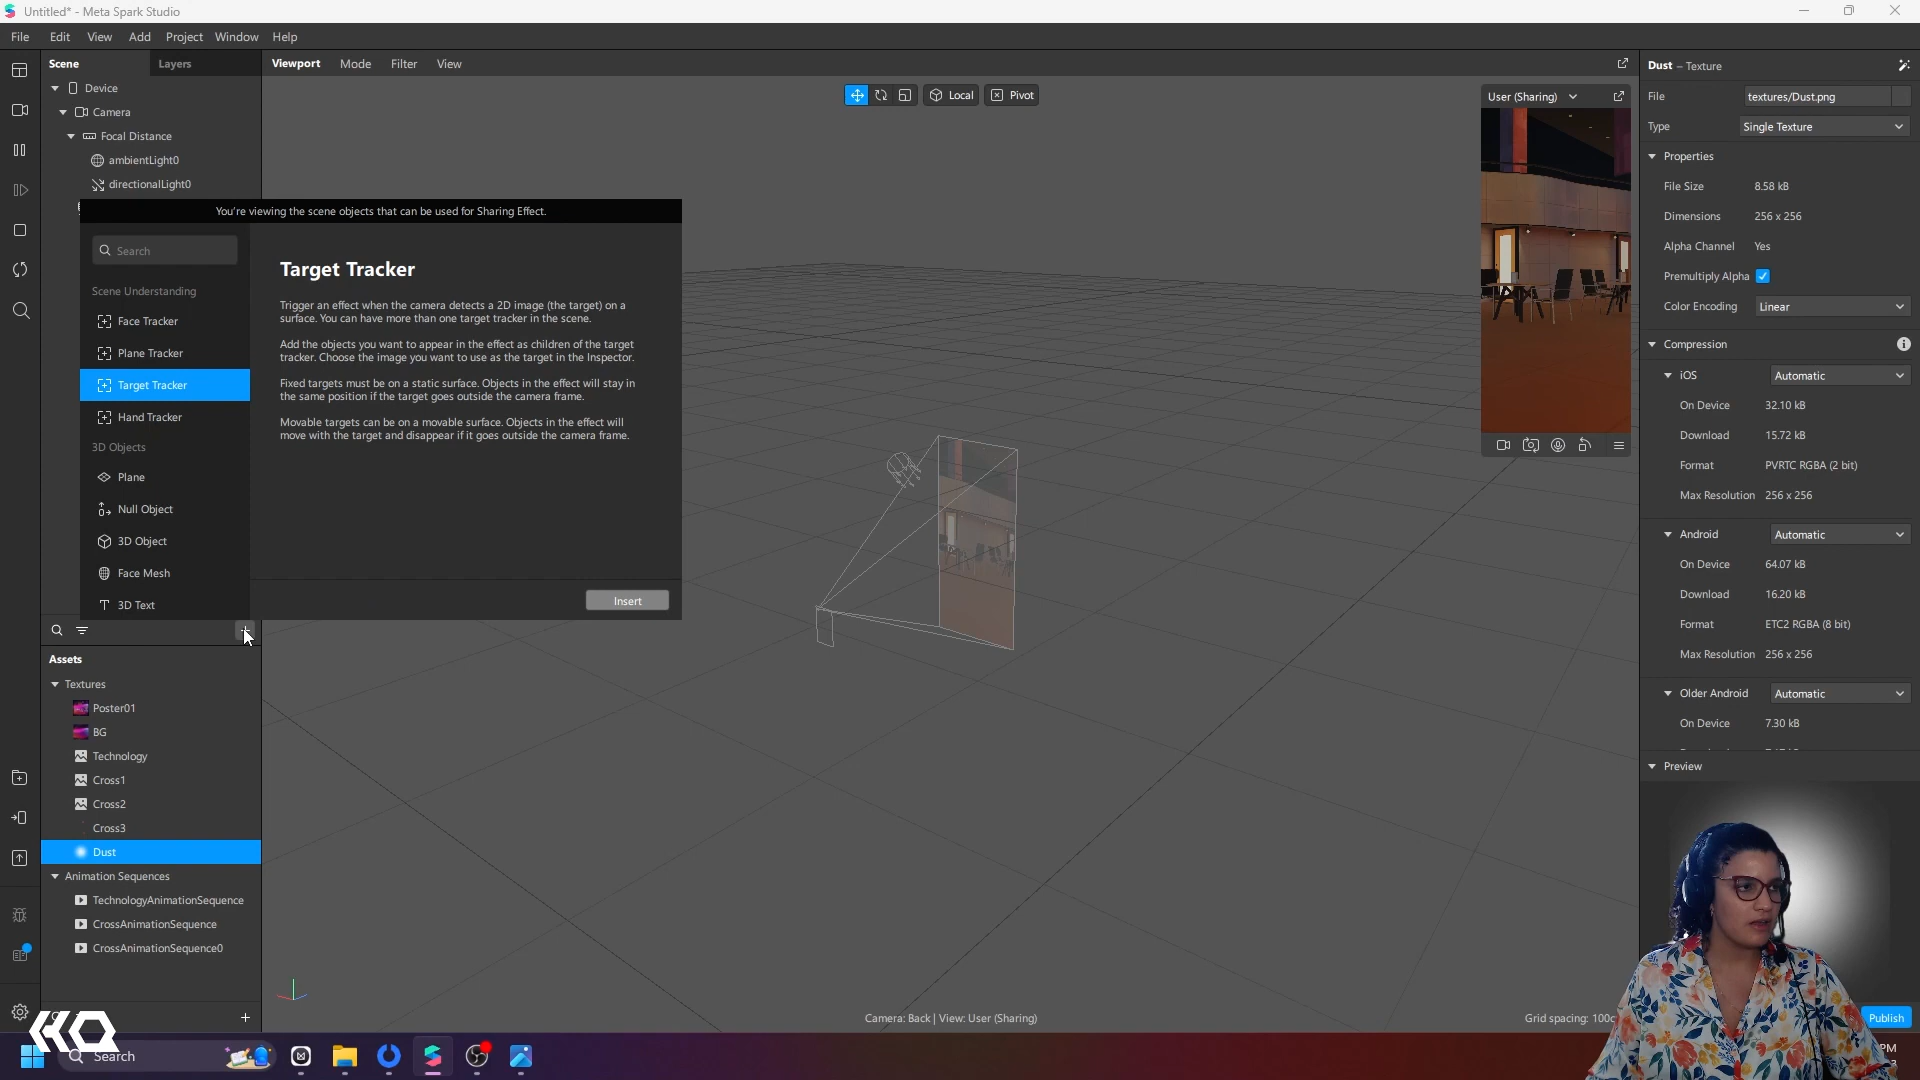 Untitled* - Meta Spark Studio
File Edit View Add Project Window Help
Scene Layers
Device
Camera
Focal Distance
ambientLight0
directionalLight0
Viewport Mode Filter View
Local Pivot
User (Sharing)
You're viewing the scene objects that can be used for Sharing Effect.
Search
Scene Understanding
Face Tracker
Plane Tracker
Target Tracker
Hand Tracker
3D Objects
Plane
Null Object
3D Object
Face Mesh
3D Text
Target Tracker
Trigger an effect when the camera detects a 2D image (the target) on a
surface. You can have more than one target tracker in the scene.
Add the objects you want to appear in the effect as children of the target
tracker. Choose the image you want to use as the target in the Inspector.
Fixed targets must be on a static surface. Objects in the effect will stay in
the same position if the target goes outside the camera frame.
Movable targets can be on a movable surface. Objects in the effect will
move with the target and disappear if it goes outside the camera frame.
Insert
Assets
Textures
Poster01
BG
Technology
Cross1
Cross2
Cross3
Dust
Animation Sequences
TechnologyAnimationSequence
CrossAnimationSequence
CrossAnimationSequence0
Camera: Back | View: User (Sharing)
Grid spacing: 100c
Dust – Texture
File textures/Dust.png
Type Single Texture
Properties
File Size 8.58 kB
Dimensions 256 x 256
Alpha Channel Yes
Premultiply Alpha
Color Encoding Linear
Compression
iOS Automatic
On Device 32.10 kB
Download 15.72 kB
Format PVRTC RGBA (2 bit)
Max Resolution 256 x 256
Android Automatic
On Device 64.07 kB
Download 16.20 kB
Format ETC2 RGBA (8 bit)
Max Resolution 256 x 256
Older Android Automatic
On Device 7.30 kB
Preview
Publish
HQ
Search
PM